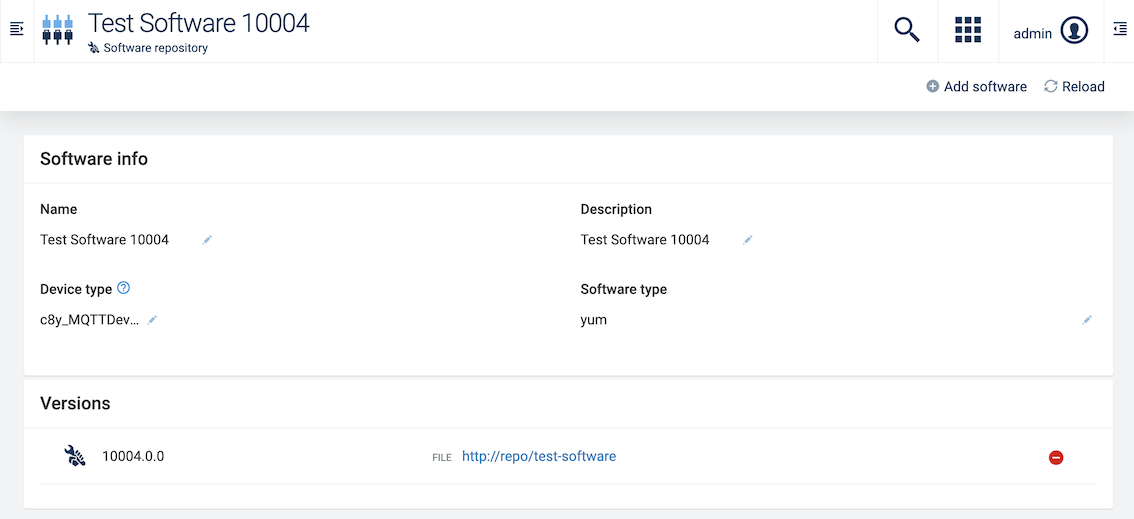 Test Software 10004
Software repository
admin
Add software
Reload
Software info
Name
Description
Test Software 10004
Test Software 10004
Device type
Software type
c8y_MQTTDev...
yum
Versions
10004.0.0
FILE http://repo/test-software